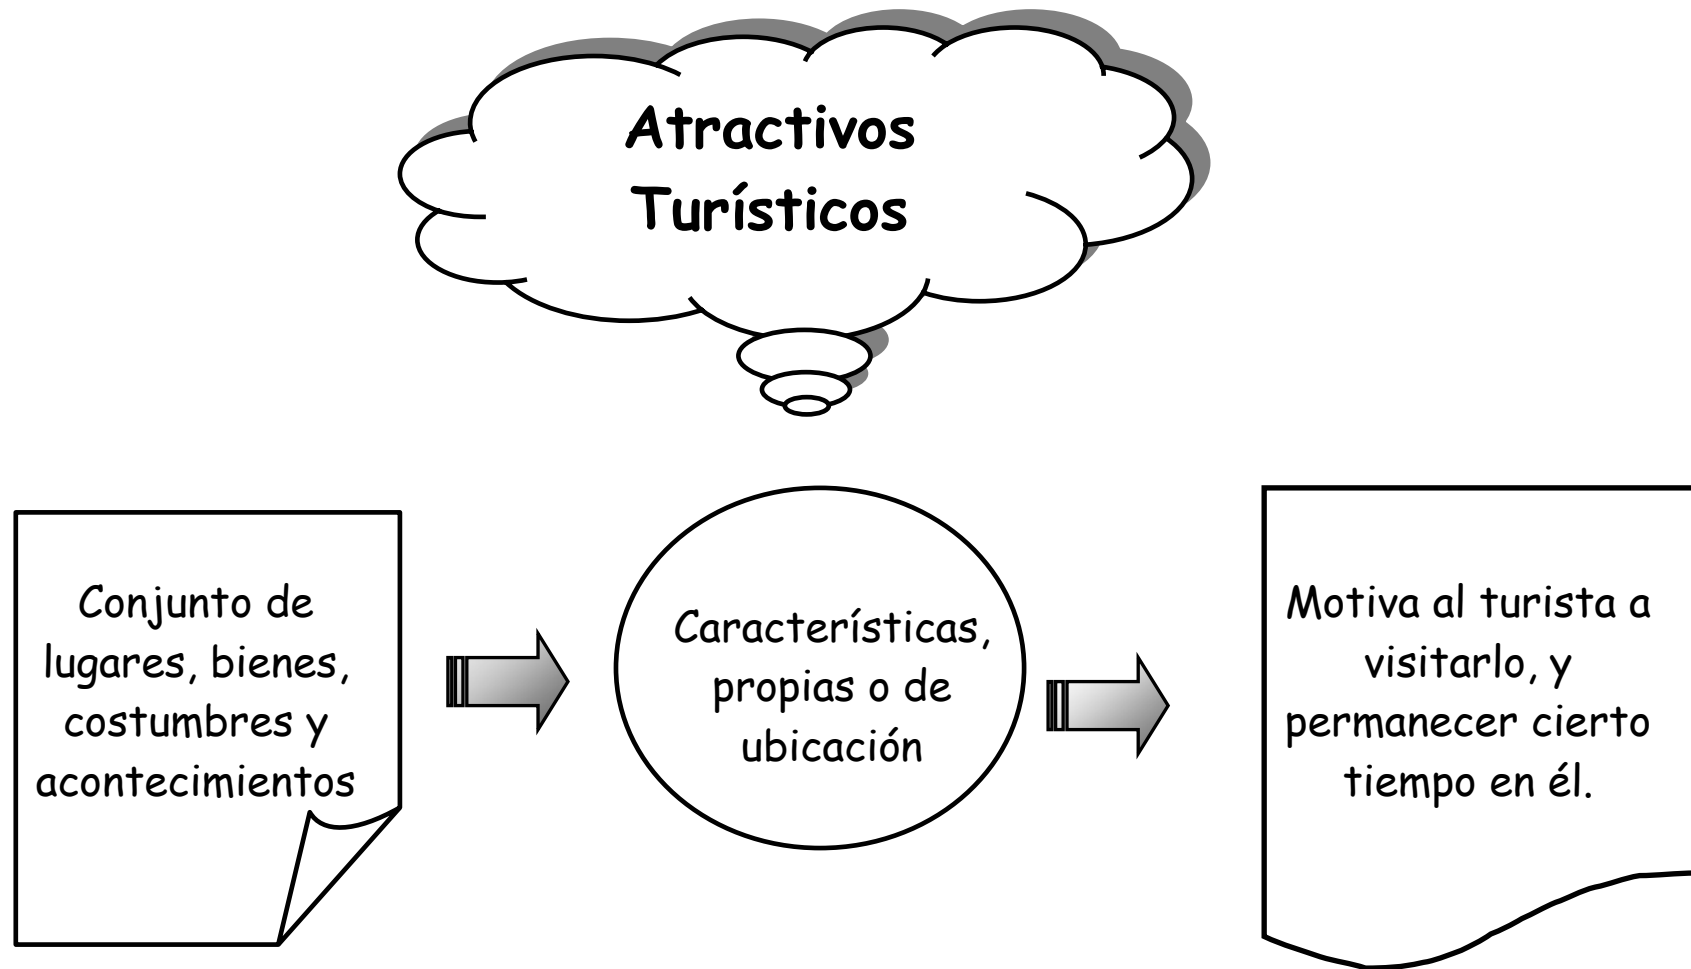 Atractivos
Turísticos
Conjunto de
lugares, bienes,
costumbres y
acontecimientos
Características,
propias o de
ubicación
Motiva al turista a
visitarlo, y
permanecer cierto
tiempo en él.